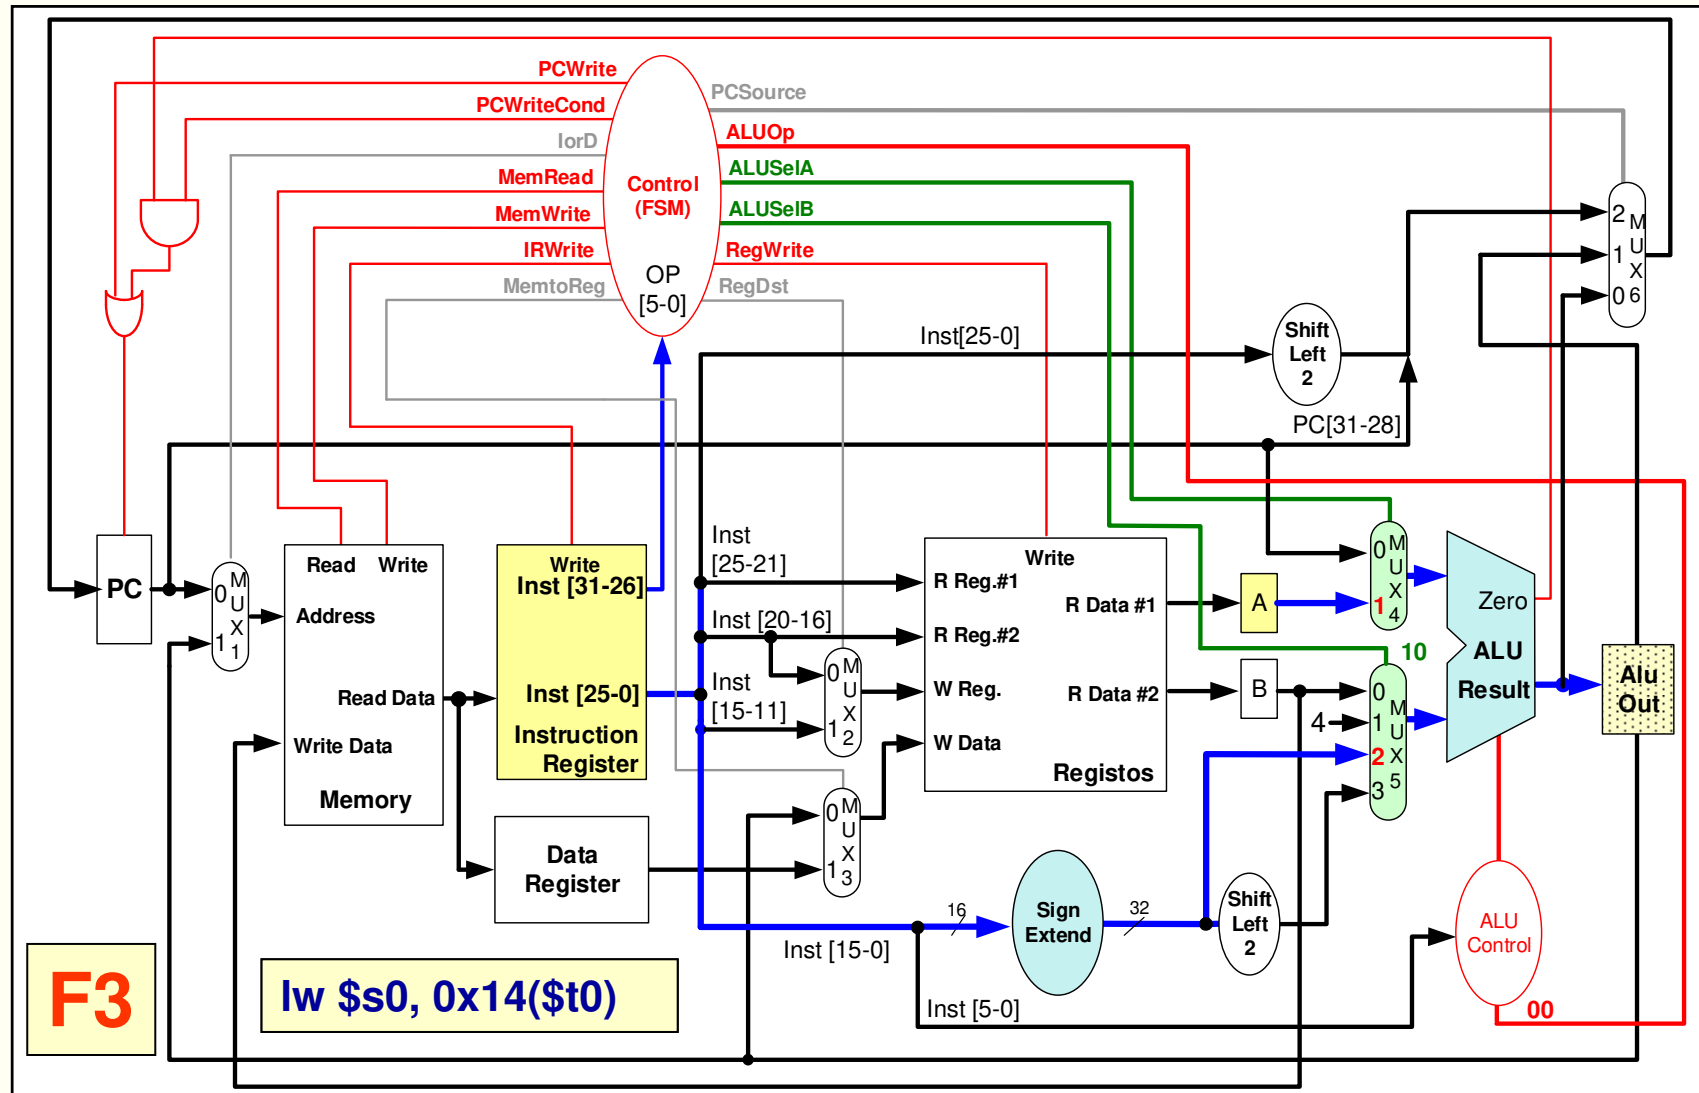 PCWrite
PCWriteCond
IorD
MemRead
MemWrite
IRWrite
MemtoReg
Control
(FSM)
OP
[5-0]
PCSource
ALUOp
ALUSelA
ALUSelB
RegWrite
RegDst
2
1
0
M
U
X
6
Inst[25-0]
Shift
Left
2
PC[31-28]
PC
0
1
M
U
X
1
Read
Write
Address
Read Data
Write Data
Memory
Write
Inst [31-26]
Inst [25-0]
Instruction
Register
Data
Register
Inst
[25-21]
Inst [20-16]
Inst
[15-11]
0
1
M
U
X
2
0
1
M
U
X
3
Write
R Reg.#1
R Reg.#2
W Reg.
W Data
R Data #1
R Data #2
Registos
A
B
0
1
M
U
X
4
10
4
0
1
2
3
M
U
X
5
Zero
ALU
Result
Alu
Out
Inst [15-0]
16
Sign
Extend
32
Shift
Left
2
ALU
Control
Inst [5-0]
00
F3
lw $s0, 0x14($t0)